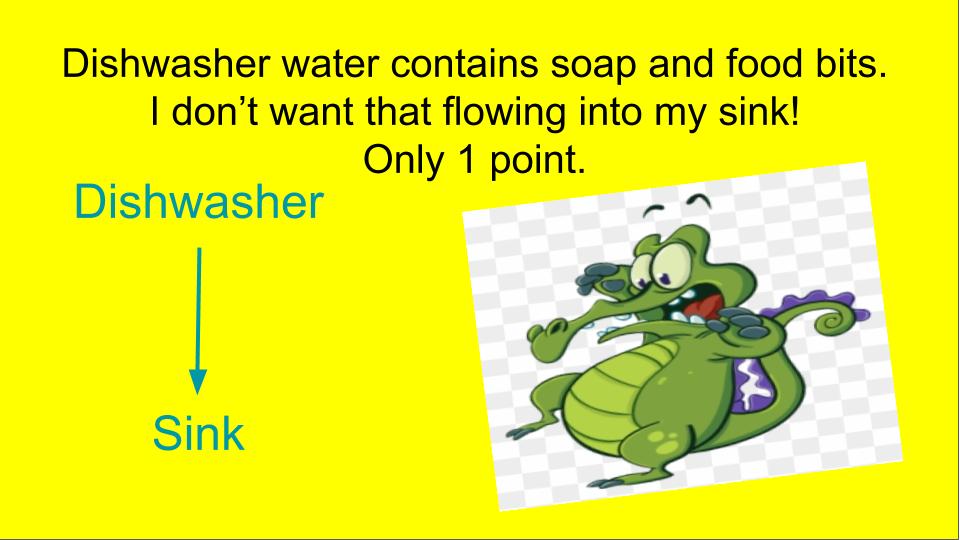 Dishwasher water contains soap and food bits.
I don’t want that flowing into my sink!
Only 1 point.
Dishwasher
Sink